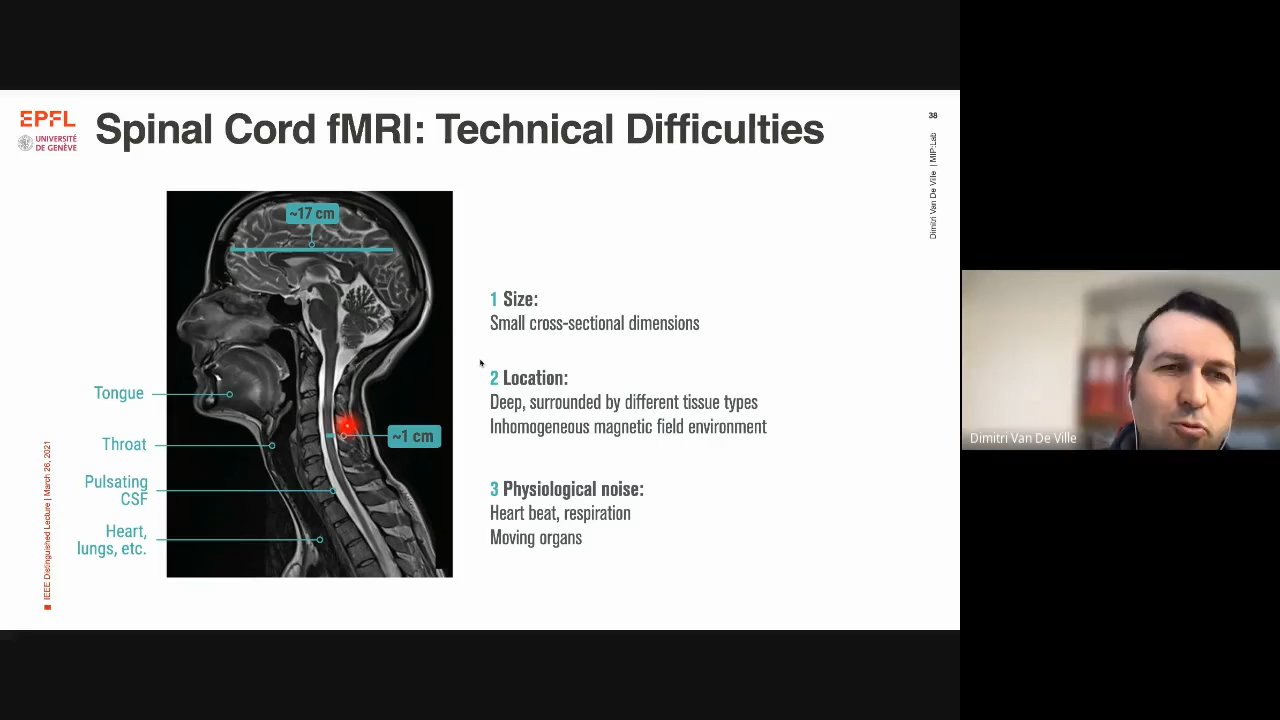 EPFL
UNIVERSITÉ
DE GENÈVE
Spinal Cord fMRI: Technical Difficulties
38
Dimitri Van De Ville | MIP:Lab
~17 cm
1 Size:
Small cross-sectional dimensions
2 Location:
Deep, surrounded by different tissue types
Inhomogeneous magnetic field environment
3 Physiological noise:
Heart beat, respiration
Moving organs
Tongue
Throat
~1 cm
Pulsating
CSF
Heart,
lungs, etc.
IEEE Distinguished Lecture | March 26, 2021
Dimitri Van De Ville